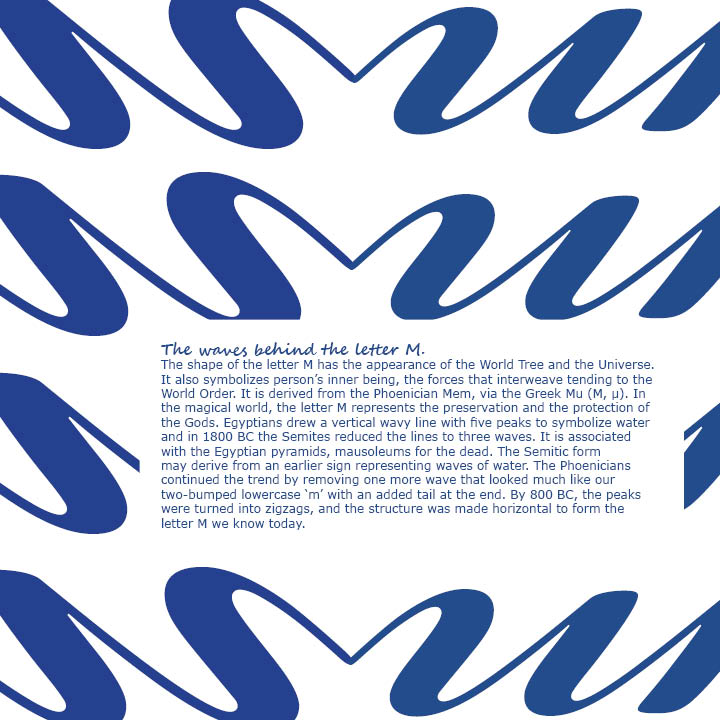 The waves behind the letter M.
The shape of the letter M has the appearance of the World Tree and the Universe.
It also symbolizes person’s inner being, the forces that interweave tending to the
World Order. It is derived from the Phoenician Mem, via the Greek Mu (M, μ). In
the magical world, the letter M represents the preservation and the protection of
the Gods. Egyptians drew a vertical wavy line with five peaks to symbolize water
and in 1800 BC the Semites reduced the lines to three waves. It is associated
with the Egyptian pyramids, mausoleums for the dead. The Semitic form
may derive from an earlier sign representing waves of water. The Phoenicians
continued the trend by removing one more wave that looked much like our
two-bumped lowercase ‘m’ with an added tail at the end. By 800 BC, the peaks
were turned into zigzags, and the structure was made horizontal to form the
letter M we know today.